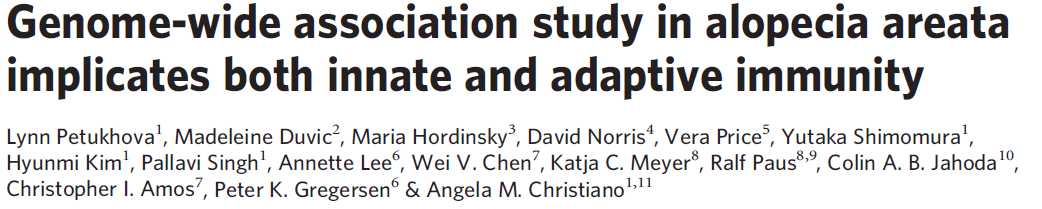 Genome-wide association study in alopecia areata
implicates both innate and adaptive immunity
Lynn Petukhova¹, Madeleine Duvic², Maria Hordinsky³, David Norris⁴, Vera Price⁵, Yutaka Shimomura¹,
Hyunmi Kim¹, Pallavi Singh¹, Annette Lee⁶, Wei V. Chen⁷, Katja C. Meyer⁸, Ralf Paus⁸,⁹, Colin A. B. Jahoda¹⁰,
Christopher I. Amos⁷, Peter K. Gregersen⁶ & Angela M. Christiano¹,¹¹